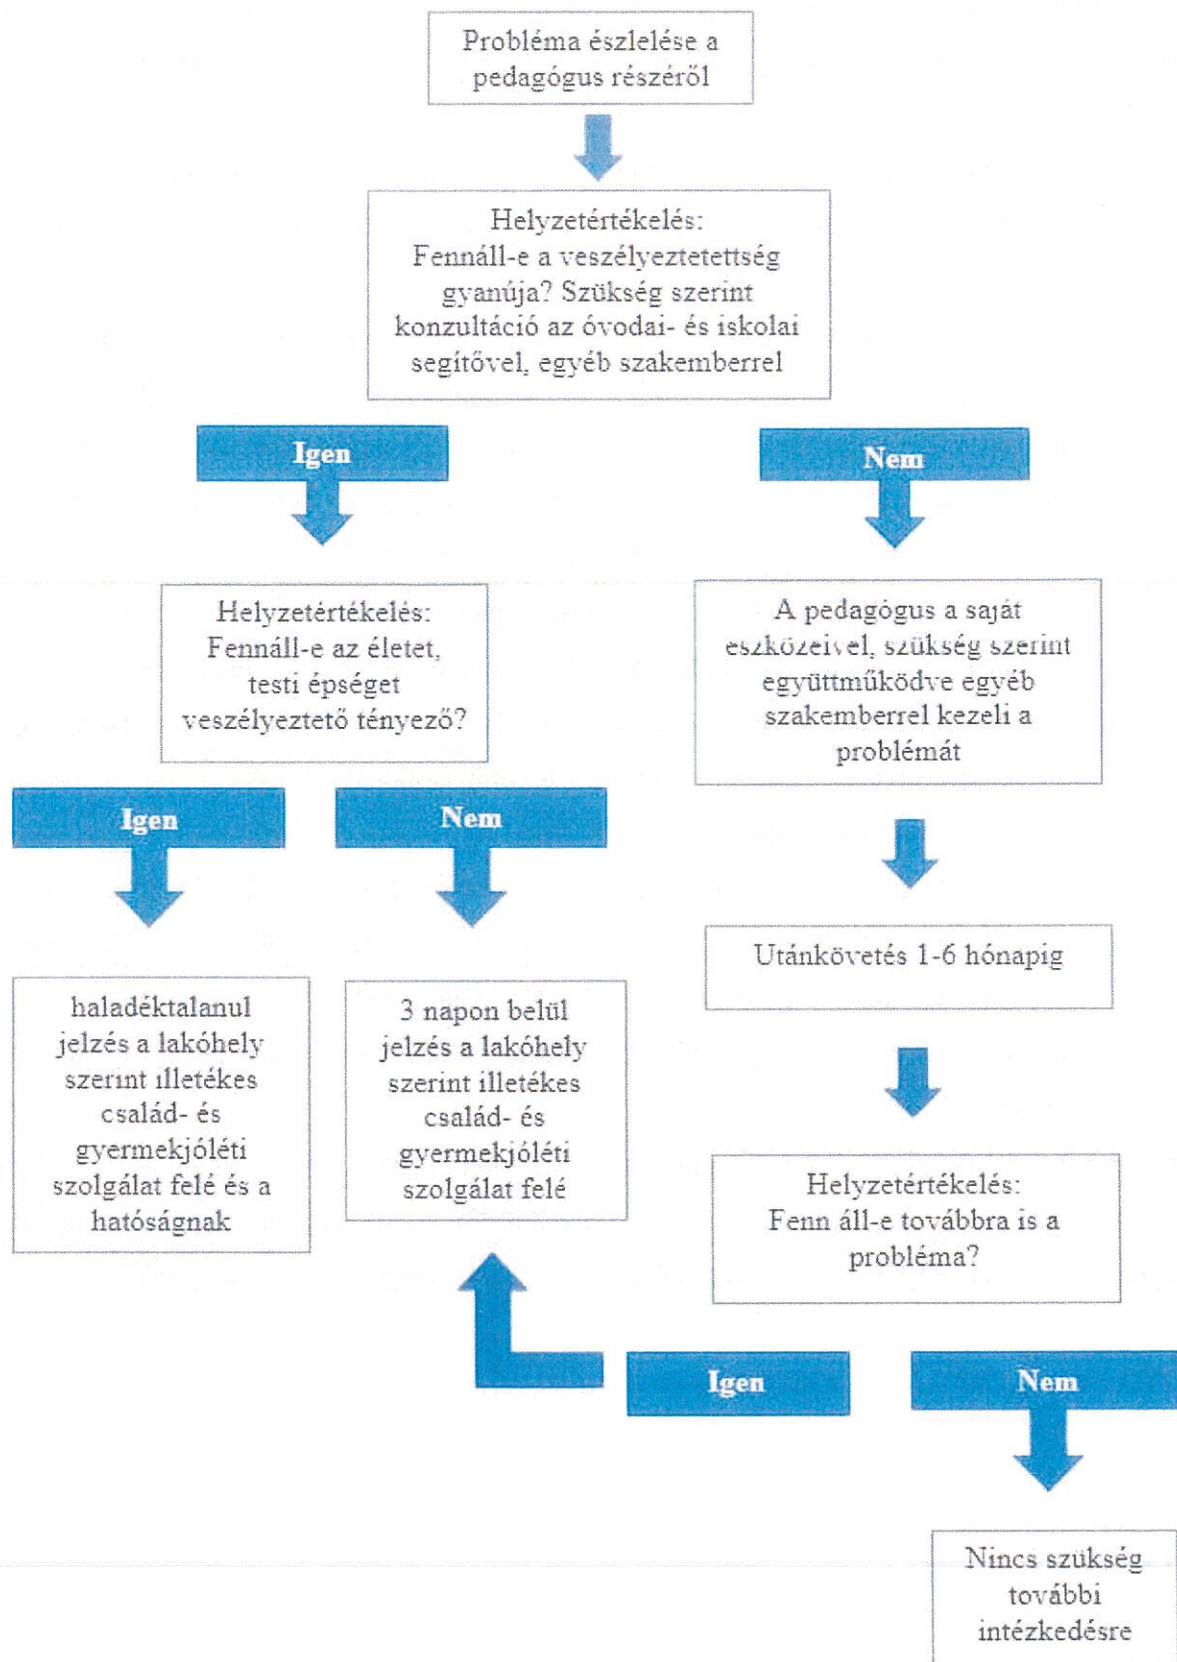 Probléma észlelése a
pedagógus részéről
Helyzetértékelés:
Fennáll-e a veszélyeztetettség
gyanúja? Szükség szerint
konzultáció az óvodai- és iskolai
segítővel, egyéb szakemberrel
Igen
Nem
Helyzetértékelés:
Fennáll-e az életet,
testi épséget
veszélyeztető tényező?
A pedagógus a saját
eszközeivel, szükség szerint
együttműködve egyéb
szakemberrel kezeli a
problémát
Igen
Nem
Utánkövetés 1-6 hónapig
haladéktalanul
jelzés a lakóhely
szerint illetékes
család- és
gyermekjóléti
szolgálat felé és a
hatóságnak
3 napon belül
jelzés a lakóhely
szerint illetékes
család- és
gyermekjóléti
szolgálat felé
Helyzetértékelés:
Fenn áll-e továbbra is a
probléma?
Igen
Nem
Nincs szükség
további
intézkedésre